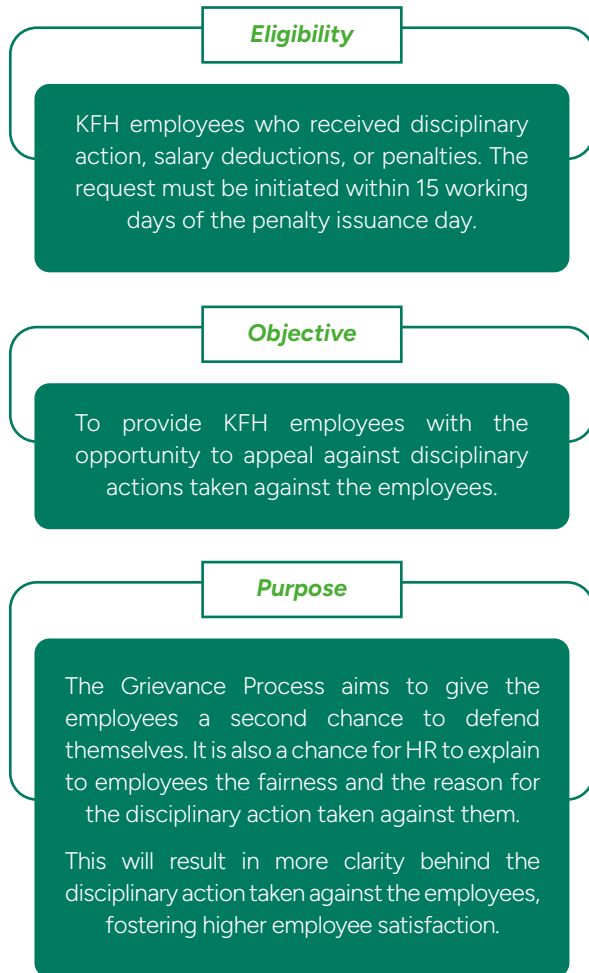 Eligibility
KFH employees who received disciplinary
action, salary deductions, or penalties. The
request must be initiated within 15 working
days of the penalty issuance day.
Objective
To provide KFH employees with the
opportunity to appeal against disciplinary
actions taken against the employees.
Purpose
The Grievance Process aims to give the
employees a second chance to defend
themselves. It is also a chance for HR to explain
to employees the fairness and the reason for
the disciplinary action taken against them.
This will result in more clarity behind the
disciplinary action taken against the employees,
fostering higher employee satisfaction.